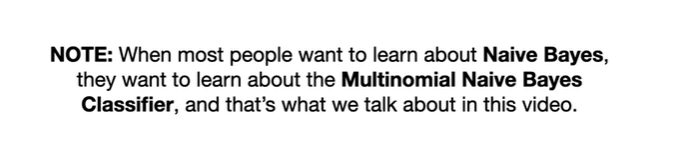 NOTE: When most people want to learn about Naive Bayes,
they want to learn about the Multinomial Naive Bayes
Classifier, and that’s what we talk about in this video.